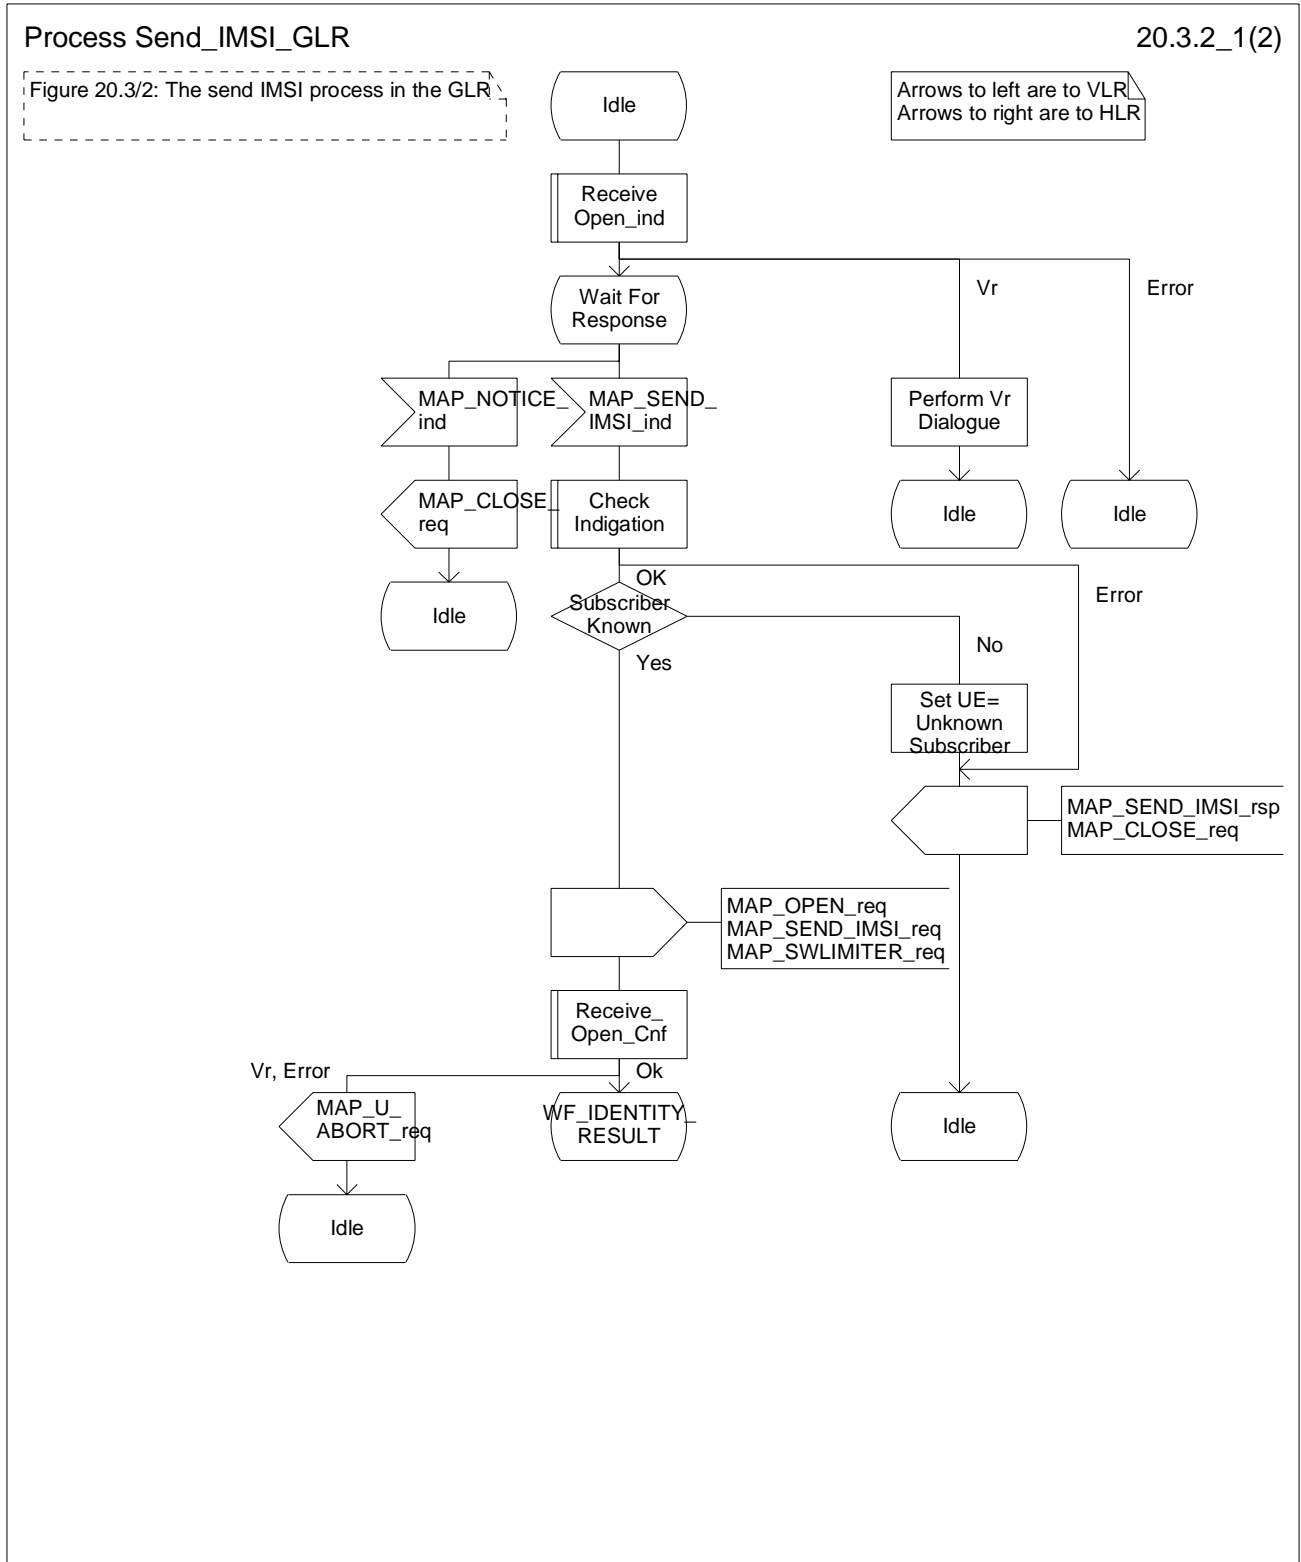 Process Send_IMSI_GLR
20.3.2_1(2)
Figure 20.3/2: The send IMSI process in the GLR
Idle
Arrows to left are to VLR
Arrows to right are to HLR
Receive
Open_ind
Wait For
Response
Vr
Error
MAP_NOTICE_
ind
MAP_SEND_
IMSI_ind
Perform Vr
Dialogue
MAP_CLOSE_
req
Check
Indigation
Idle
Idle
OK
Error
Idle
Subscriber
Known
No
Yes
Set UE=
Unknown
Subscriber
MAP_SEND_IMSI_rsp
MAP_CLOSE_req
MAP_OPEN_req
MAP_SEND_IMSI_req
MAP_SWLIMITER_req
Receive_
Open_Cnf
Vr, Error
Ok
MAP_U_
ABORT_req
WF_IDENTITY_
RESULT
Idle
Idle